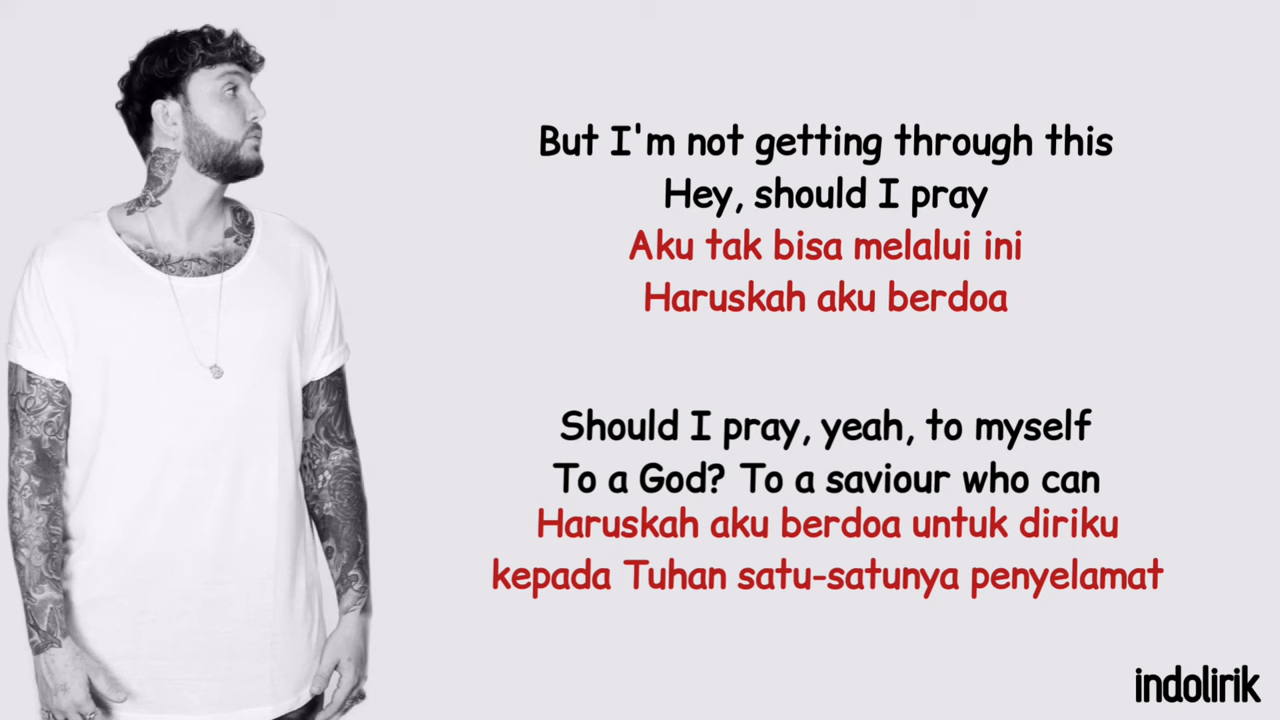 But I'm not getting through this
Hey, should I pray
Aku tak bisa melalui ini
Haruskah aku berdoa
Should I pray, yeah, to myself
To a God? To a saviour who can
Haruskah aku berdoa untuk diriku
kepada Tuhan satu-satunya penyelamat
indolirik